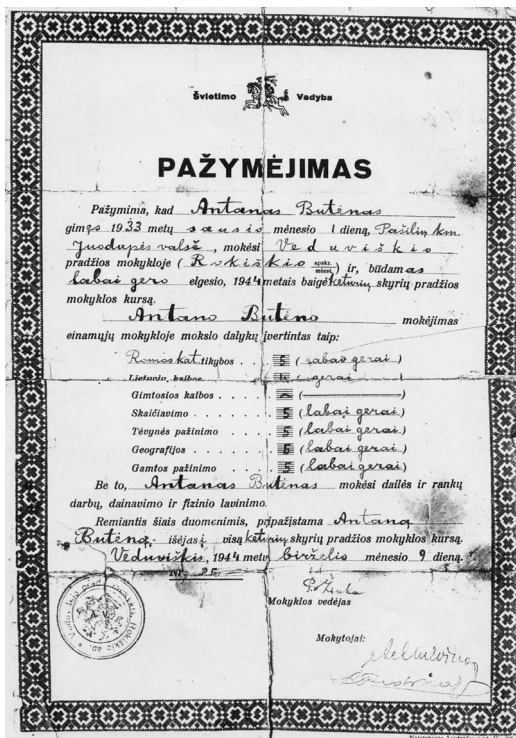 Švietimo Vadyba
PAŽYMĖJIMAS
Pažymima, kad Antanas Butėnas
gimęs 1933 metų sausio mėnesio 1 dieną, Pašilių km.
Juodupės valsč., mokėsi Veduviškio
pradžios mokykloje (Rokiškio apskr. miest.) ir, būdamas
labai gero elgesio, 1944 metais baigė keturių skyrių pradžios
mokyklos kursą.
Antano Butėno mokėjimas
einamųjų mokykloje mokslo dalykų įvertintas taip:
Romos kat. tikybos . . 5 (labai gerai)
Lietuvių kalbos gerai
Gimtosios kalbos . . . .
Skaičiavimo . . . . . . . 5 (labai gerai)
Tėvynės pažinimo . . . . 5 (labai gerai)
Geografijos . . . . . . 5 (labai gerai)
Gamtos pažinimo . . . . 5 (labai gerai)
Be to, Antanas Butėnas mokėsi dailės ir rankų
darbų, dainavimo ir fizinio lavinimo.
Remiantis šiais duomenimis, pripažįstama Antaną
Butėną išėjusį visą keturių skyrių pradžios mokyklos kursą.
Veduviškis, 1944 metų birželio mėnesio 9 dieną.
Nr. 25
Mokyklos vedėjas
Mokytojai: